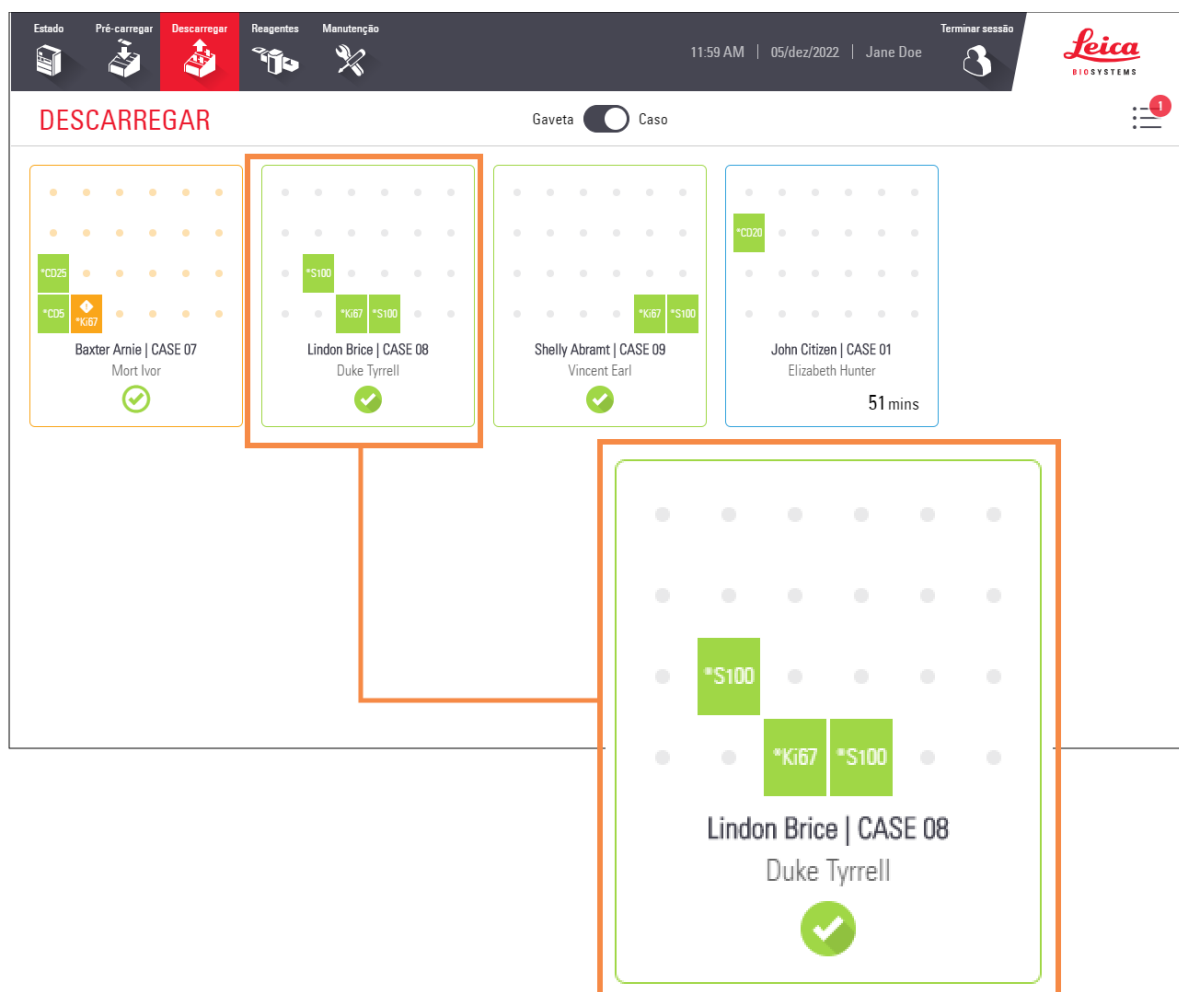 Estado Pré-carregar Descarregar Reagentes Manutenção
11:59 AM | 05/dez/2022 | Jane Doe
Terminar sessão
Leica
BIOSYSTEMS
DESCARREGAR
Gaveta Caso
1
*CD25
*CD5 *Ki67
Baxter Arnie | CASE 07
Mort Ivor
*S100
*Ki67 *S100
Lindon Brice | CASE 08
Duke Tyrrell
*Ki67 *S100
Shelly Abramt | CASE 09
Vincent Earl
*CD20
John Citizen | CASE 01
Elizabeth Hunter
51 mins
*S100
*Ki67 *S100
Lindon Brice | CASE 08
Duke Tyrrell